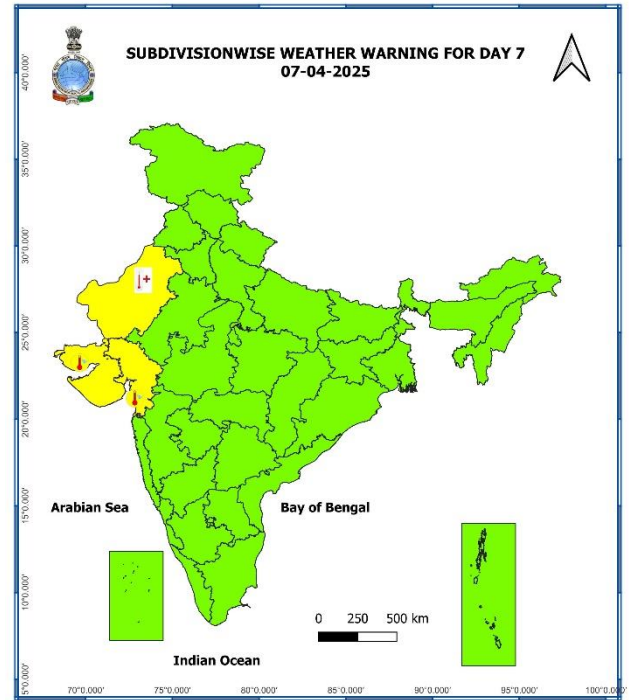 SUBDIVISIONWISE WEATHER WARNING FOR DAY 7
07-04-2025
40°0.000'
35°0.000'
30°0.000'
25°0.000'
20°0.000'
15°0.000'
10°0.000'
5°0.000'
Arabian Sea
Bay of Bengal
0 250 500 km
Indian Ocean
70°0.000' 75°0.000' 80°0.000' 85°0.000' 90°0.000' 95°0.000' 100°0.000'